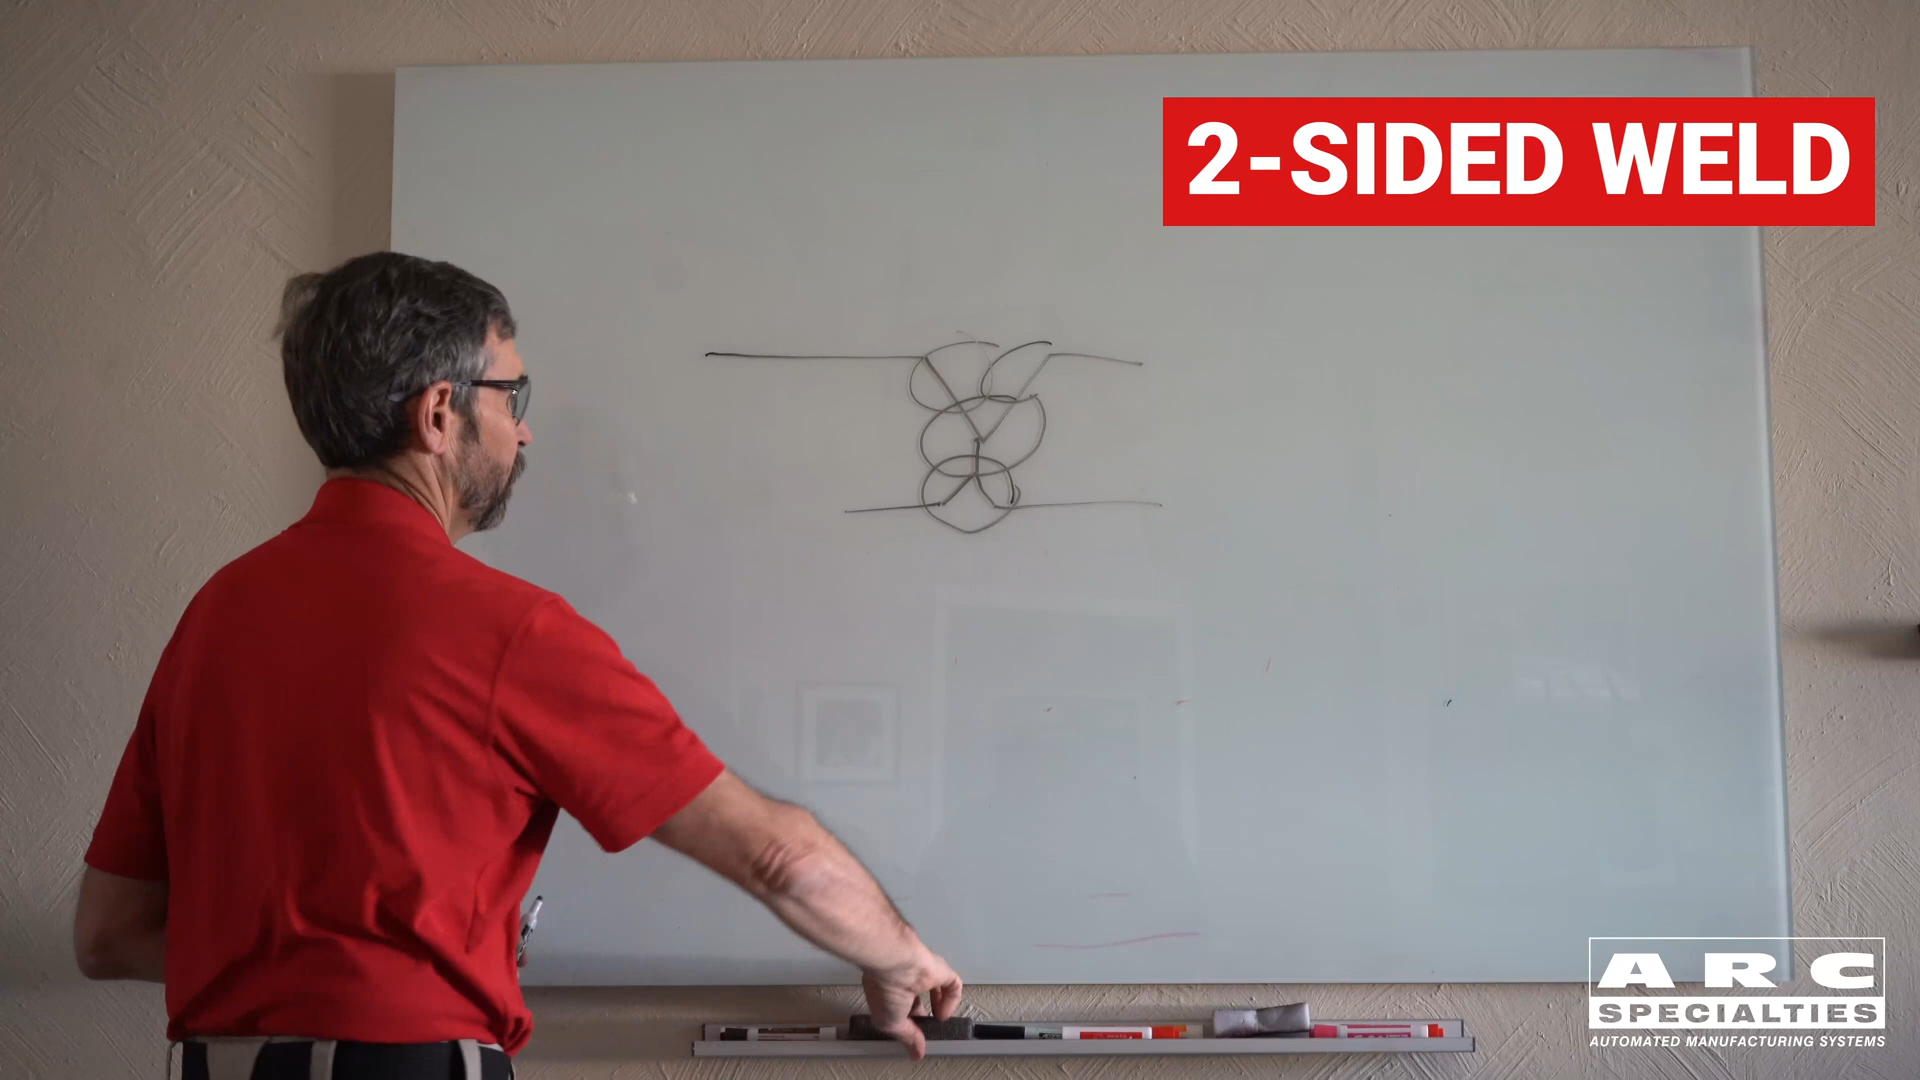 2-SIDED WELD
ARC
SPECIALTIES
AUTOMATED MANUFACTURING SYSTEMS